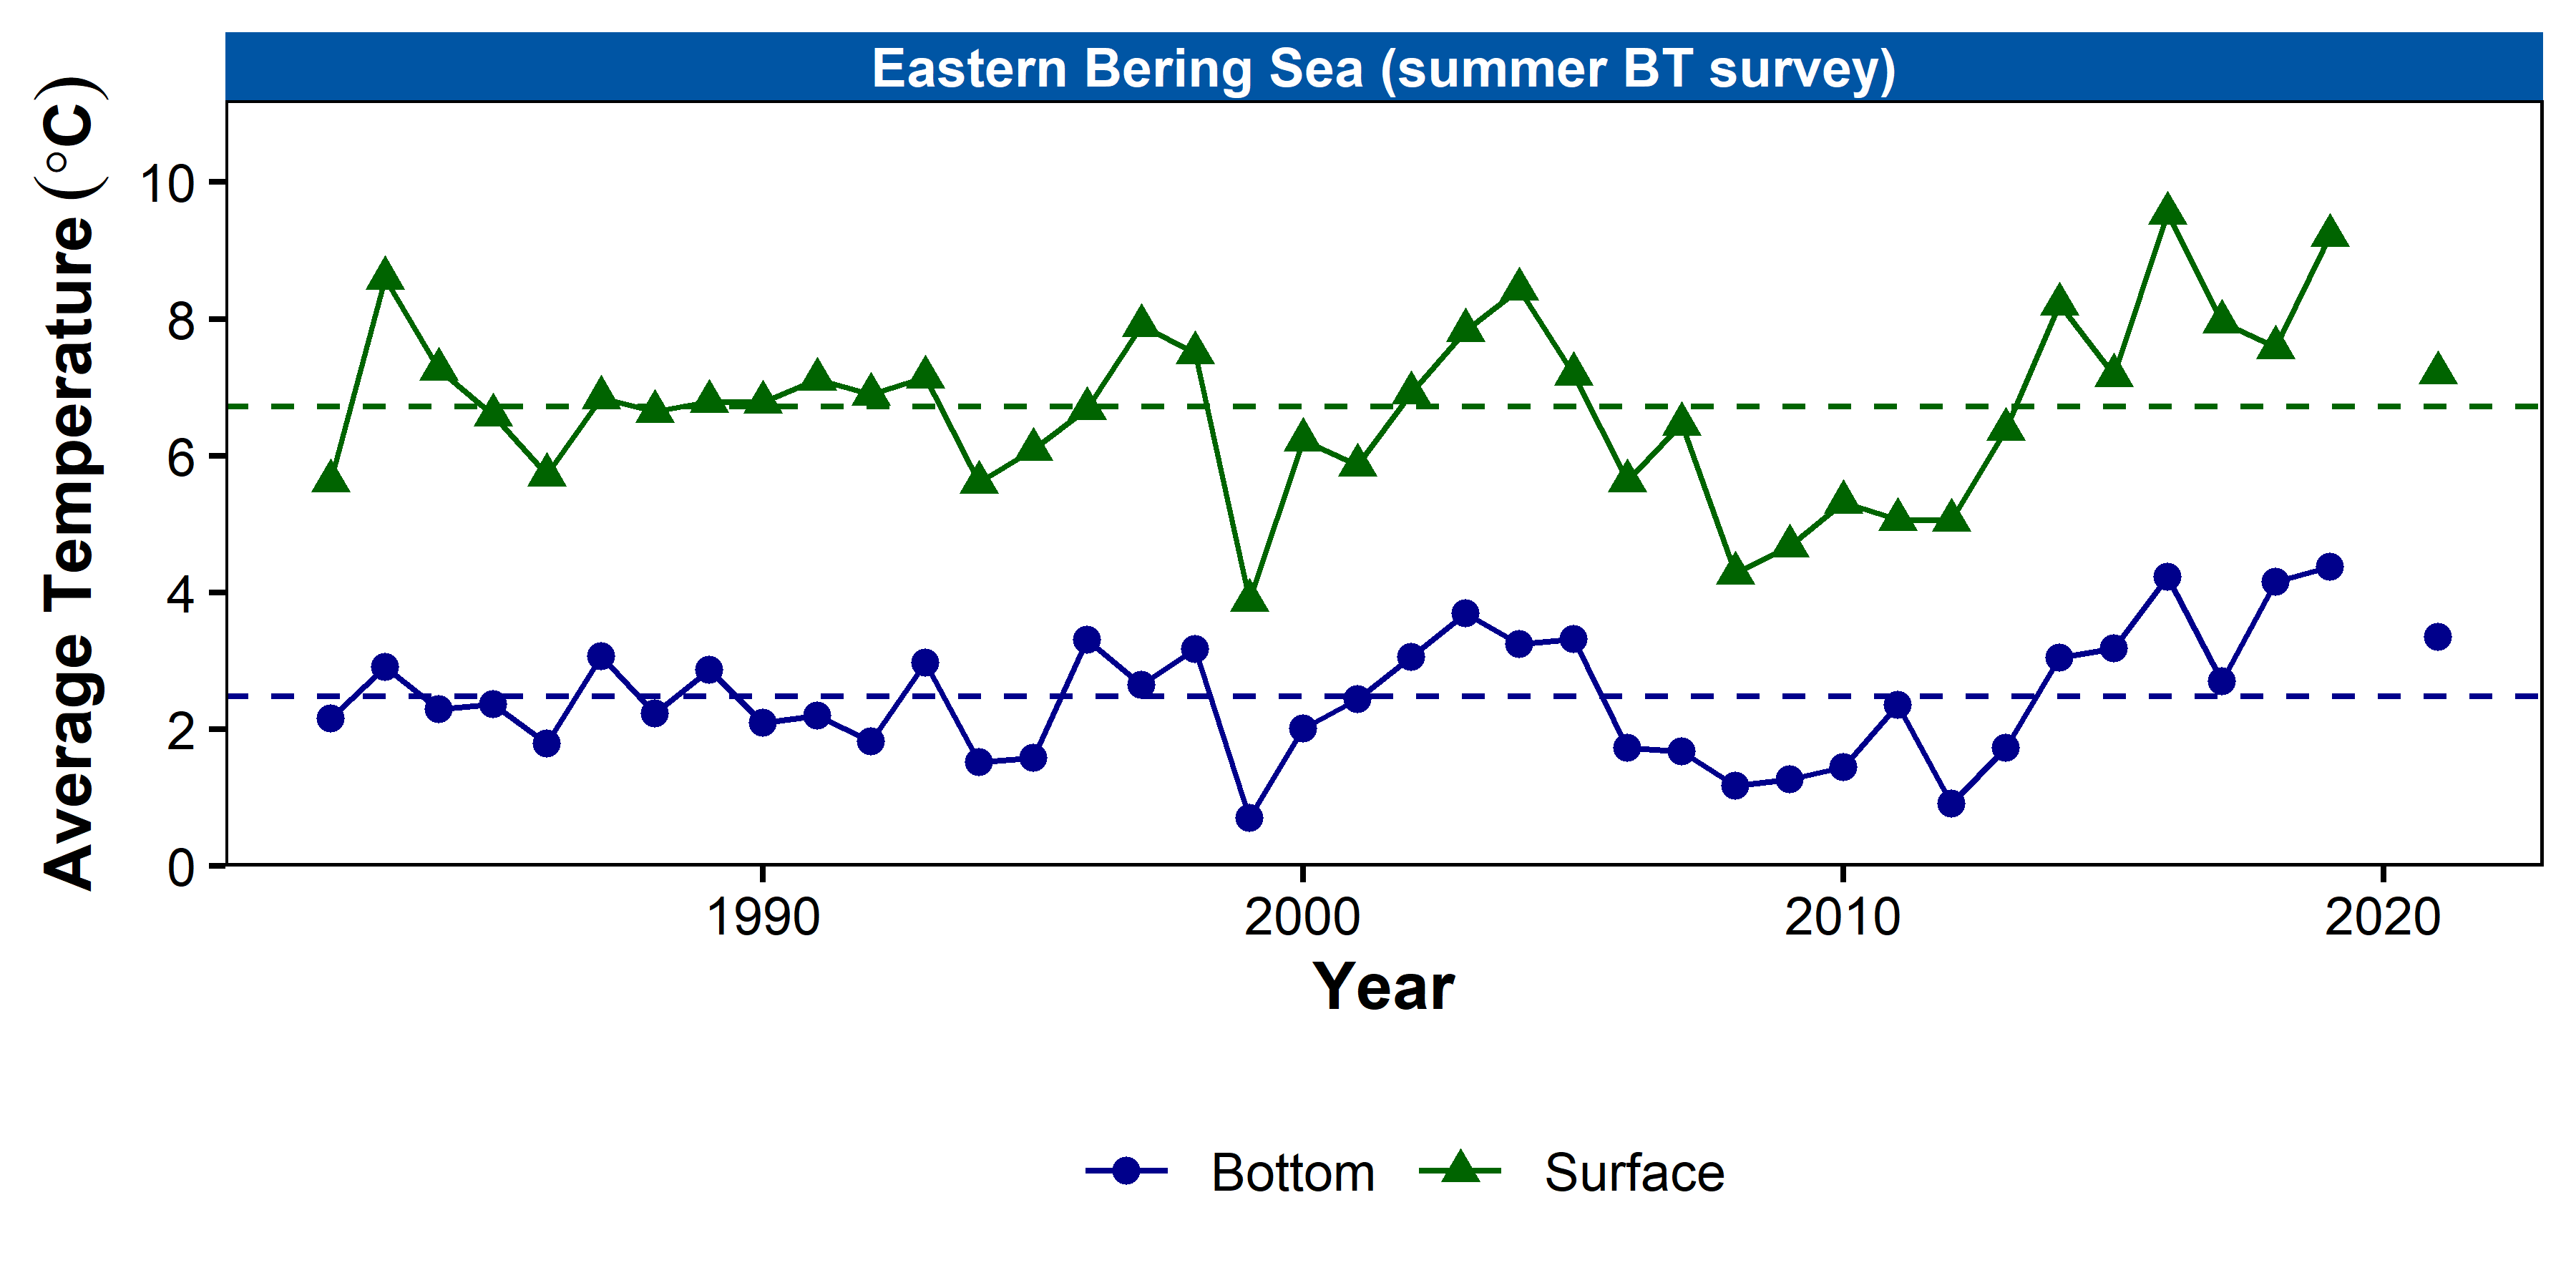 Eastern Bering Sea (summer BT survey)
Average Temperature (°C)
10
8
6
4
2
0
1990 2000 2010 2020
Year
Bottom Surface